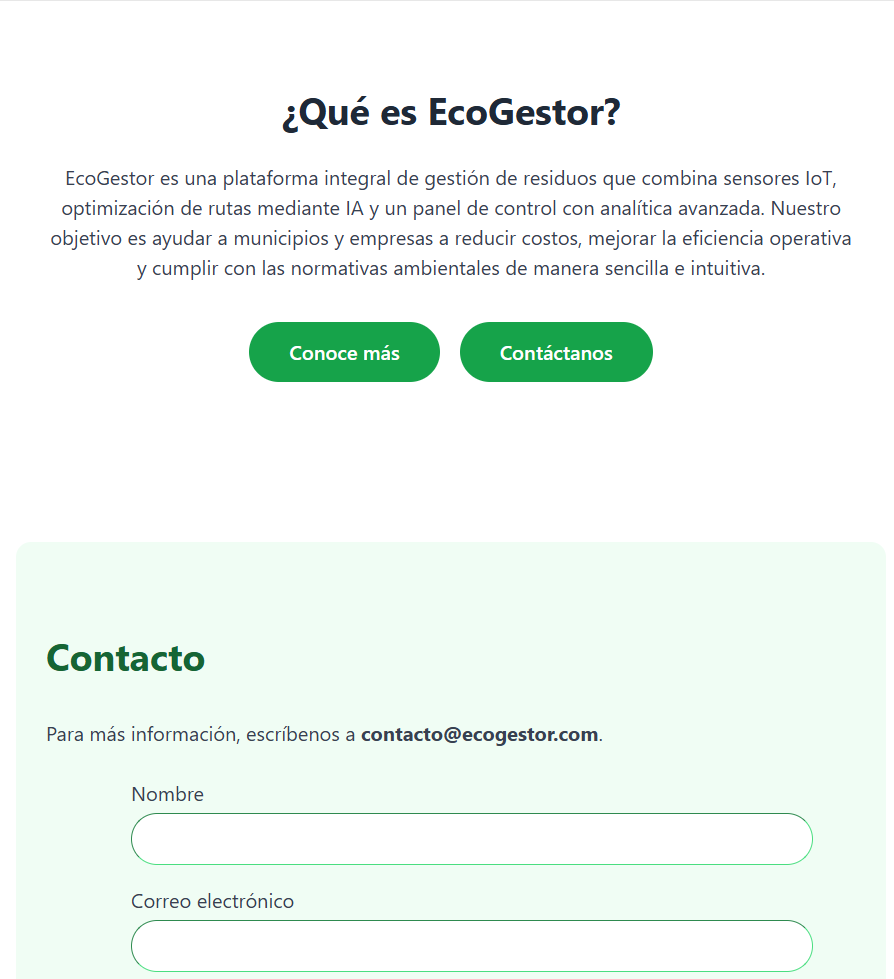 ¿Qué es EcoGestor?
EcoGestor es una plataforma integral de gestión de residuos que combina sensores IoT,
optimización de rutas mediante IA y un panel de control con analítica avanzada. Nuestro
objetivo es ayudar a municipios y empresas a reducir costos, mejorar la eficiencia operativa
y cumplir con las normativas ambientales de manera sencilla e intuitiva.
Conoce más
Contáctanos
Contacto
Para más información, escríbenos a contacto@ecogestor.com.
Nombre
Correo electrónico